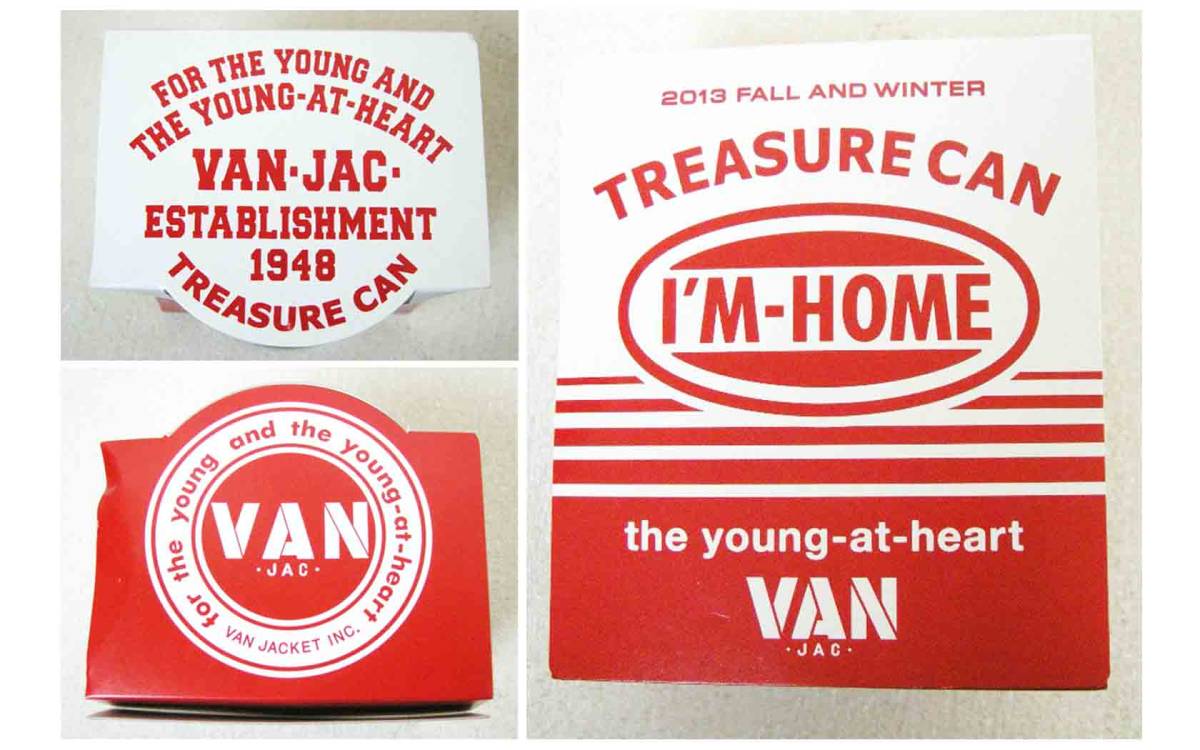 FOR THE YOUNG AND
THE YOUNG-AT-HEART
VAN·JAC·
ESTABLISHMENT
1948
TREASURE CAN
for the young and the young-at-heart
VAN
·JAC·
VAN JACKET INC.
2013 FALL AND WINTER
TREASURE CAN
I'M-HOME
the young-at-heart
VAN
·JAC·